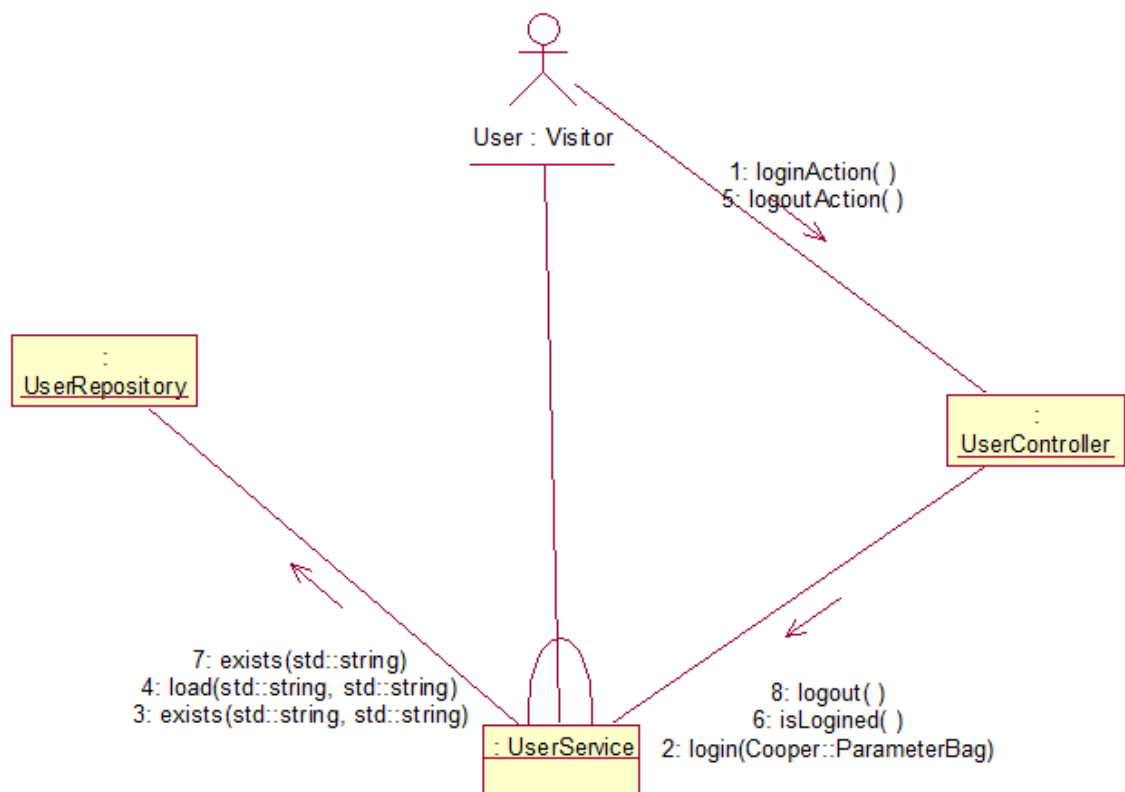 User : Visitor
1: loginAction( )
5: logoutAction( )
:
UserRepository
:
UserController
7: exists(std::string)
4: load(std::string, std::string)
3: exists(std::string, std::string)
: UserService
8: logout( )
6: isLogined( )
2: login(Cooper::ParameterBag)